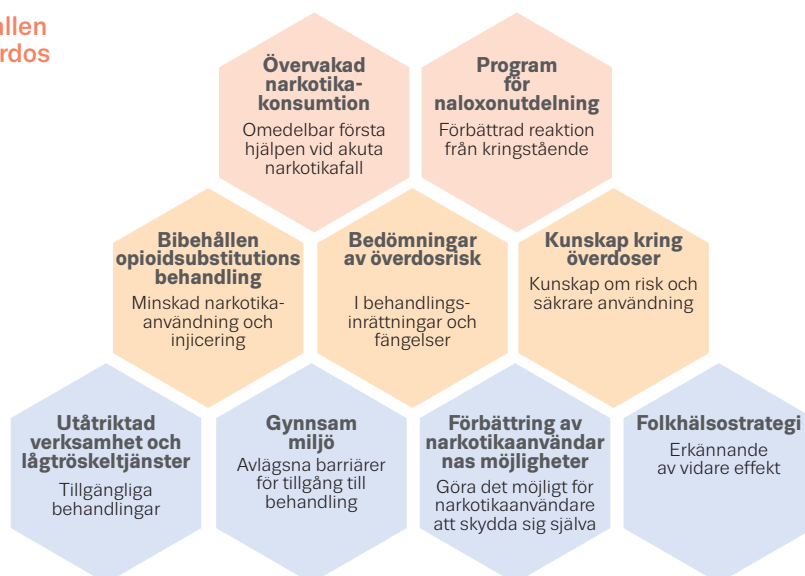 allen
rdos
Övervakad
narkotika-
konsumtion
Omedelbar första
hjälpen vid akuta
narkotikafall
Program
för
naloxonutdelning
Förbättrad reaktion
från kringstående
Bibehållen
opioidsubstitutions
behandling
Minskad narkotika-
användning och
injicering
Bedömningar
av överdosrisk
I behandlings-
inrättningar och
fängelser
Kunskap kring
överdoser
Kunskap om risk och
säkrare användning
Utåtriktad
verksamhet och
lågtröskeltjänster
Tillgängliga
behandlingar
Gynnsam
miljö
Avlägsna barriärer
för tillgång till
behandling
Förbättring av
narkotikaanvändar
nas möjligheter
Göra det möjligt för
narkotikaanvändare
att skydda sig själva
Folkhälsostrategi
Erkännande
av vidare effekt